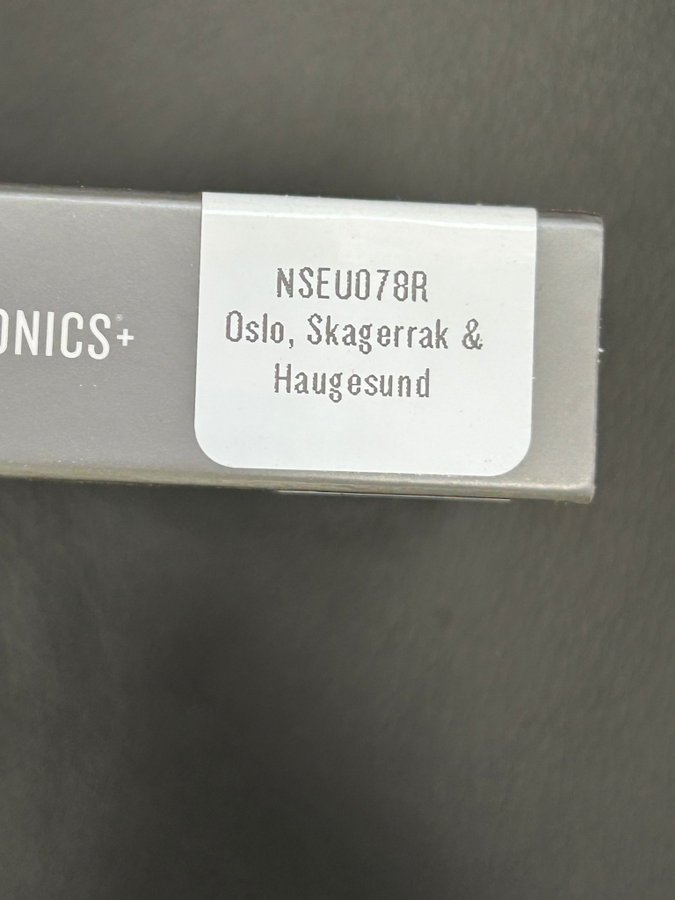 ONICS®+
NSEU078R
Oslo, Skagerrak &
Haugesund